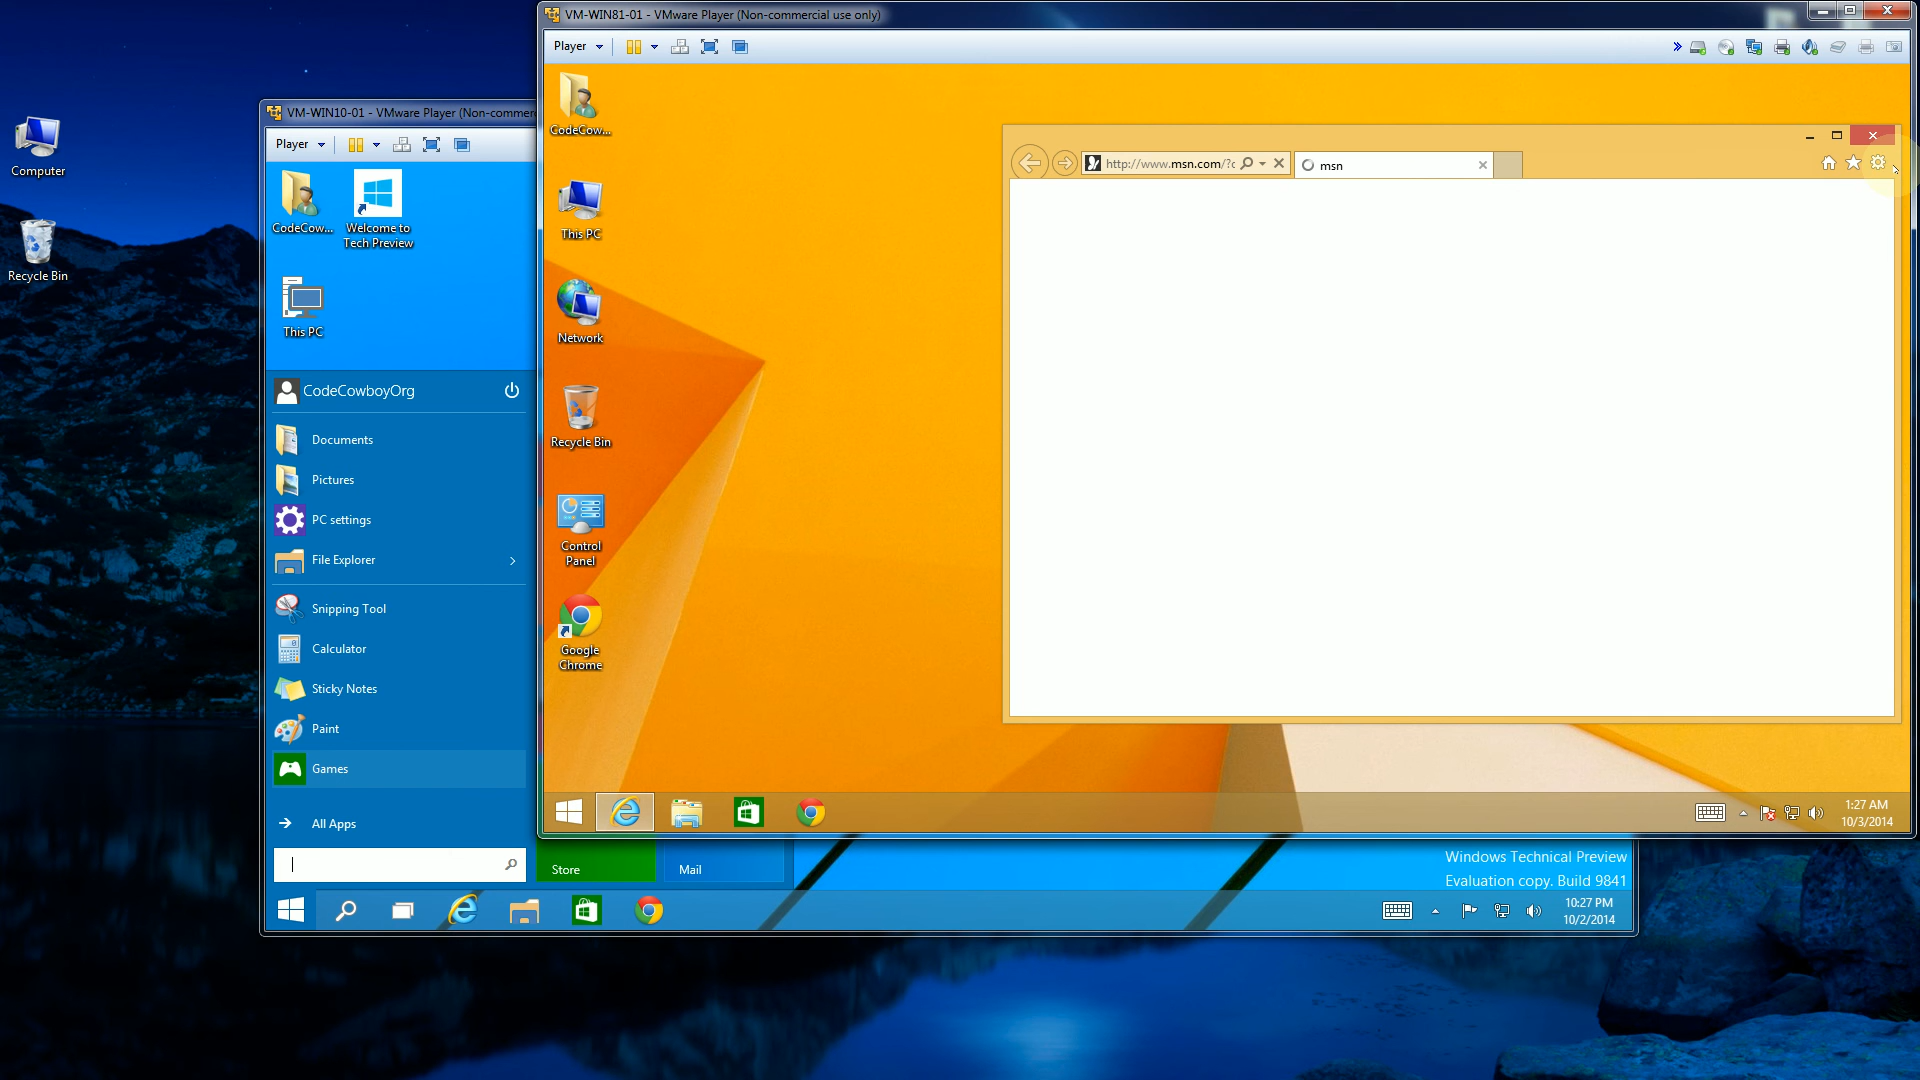 VM-WIN81-01 - VMware Player (Non-commercial use only)
Player
Computer
Recycle Bin
VM-WIN10-01 - VMware Player (Non-commer
Player
CodeCow...
Welcome to
Tech Preview
This PC
CodeCowboyOrg
Documents
Pictures
PC settings
File Explorer
Snipping Tool
Calculator
Sticky Notes
Paint
Games
All Apps
Store
Mail
Windows Technical Preview
Evaluation copy. Build 9841
10:27 PM
10/2/2014
CodeCow...
This PC
Network
Recycle Bin
Control
Panel
Google
Chrome
http://www.msn.com/?c
msn
1:27 AM
10/3/2014